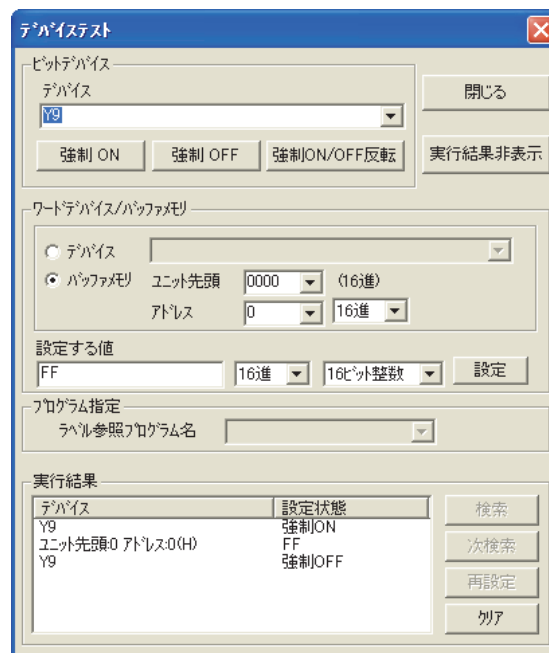 デバイステスト
ビットデバイス
デバイス
Y9
閉じる
強制 ON
強制 OFF
強制ON/OFF反転
実行結果非表示
ワードデバイス/バッファメモリ
デバイス
バッファメモリ ユニット先頭 0000 (16進)
アドレス 0 16進
設定する値
FF 16進 16ビット整数 設定
プログラム指定
ラベル参照プログラム名
実行結果
デバイス 設定状態
Y9 強制ON
ユニット先頭:0 アドレス:0(H) FF
Y9 強制OFF
検索
次検索
再設定
クリア